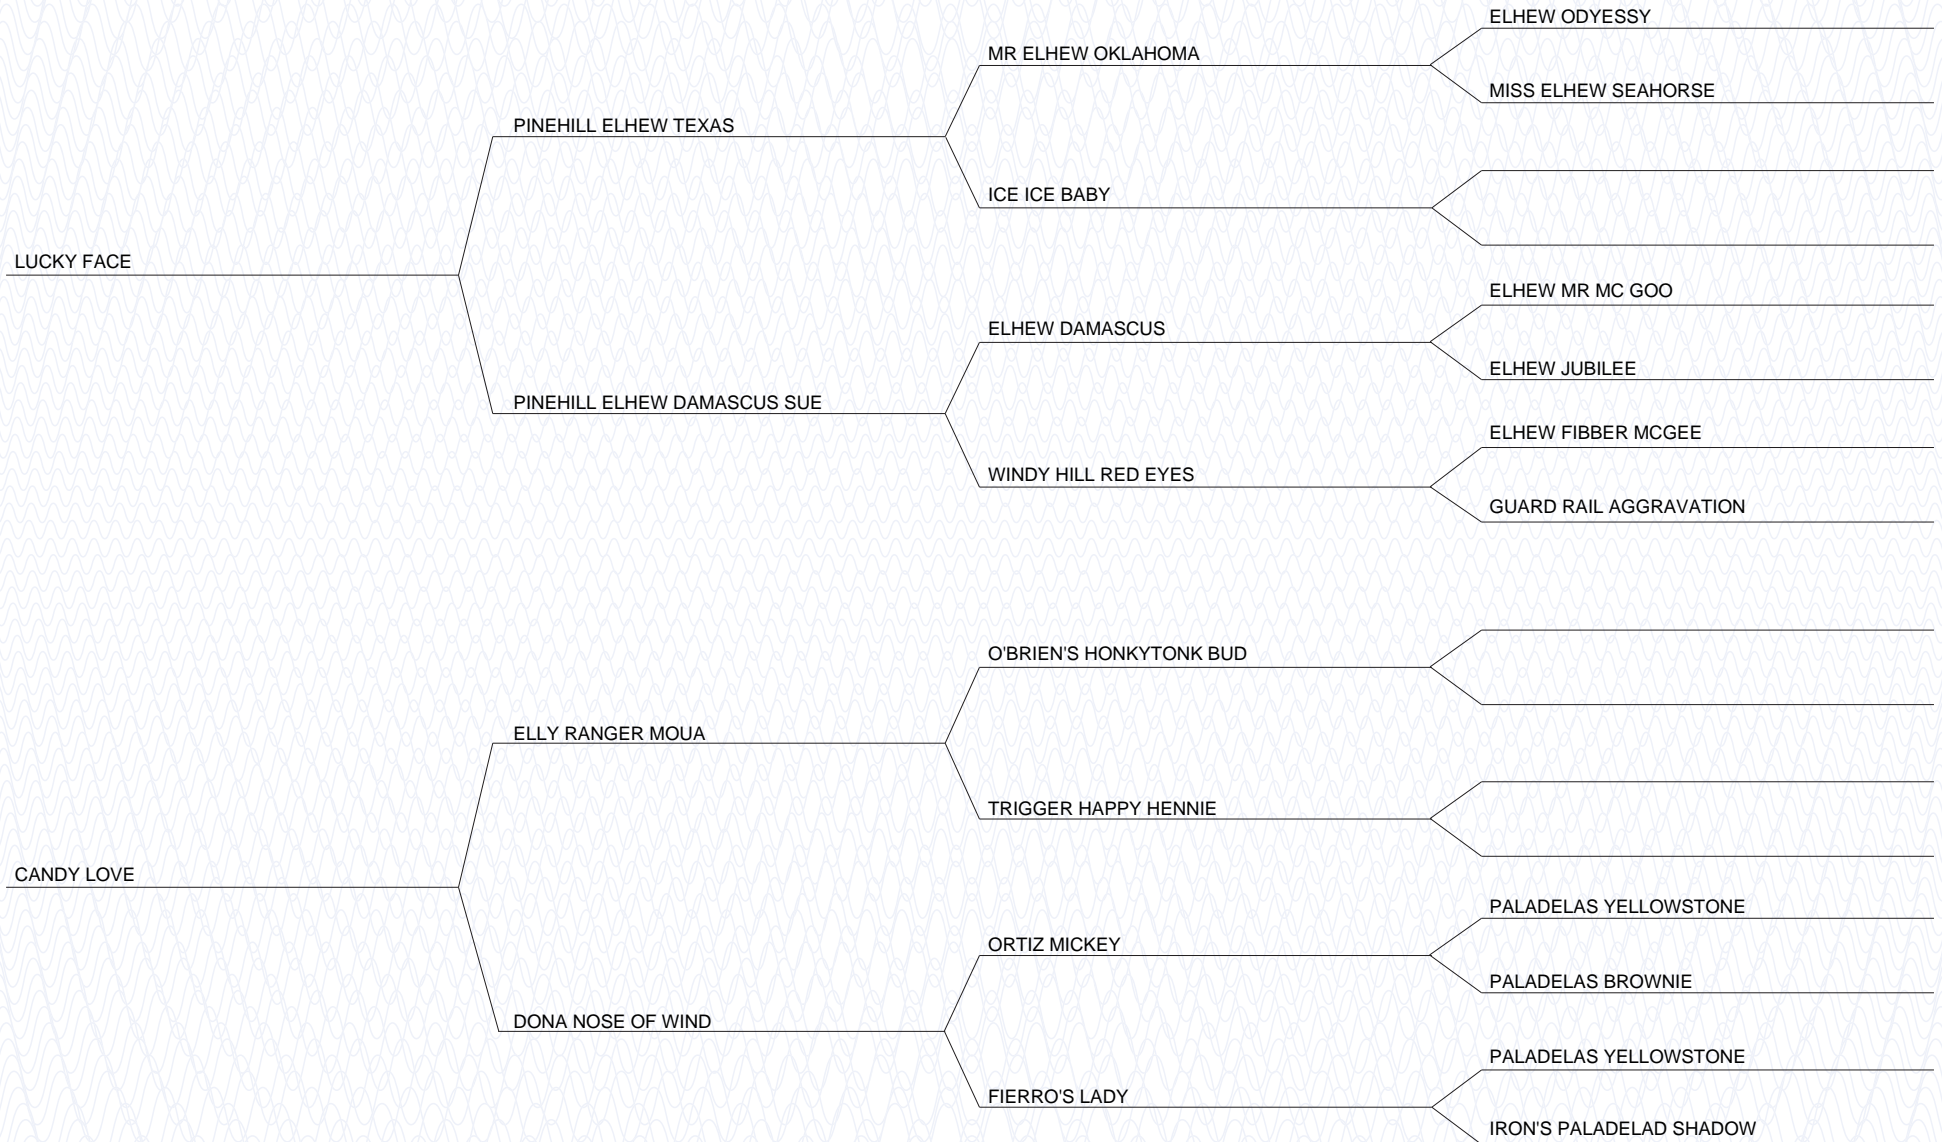 ELHEW ODYESSY
MR ELHEW OKLAHOMA
MISS ELHEW SEAHORSE
PINEHILL ELHEW TEXAS
ICE ICE BABY
LUCKY FACE
ELHEW MR MC GOO
ELHEW DAMASCUS
ELHEW JUBILEE
PINEHILL ELHEW DAMASCUS SUE
ELHEW FIBBER MCGEE
WINDY HILL RED EYES
GUARD RAIL AGGRAVATION
O'BRIEN'S HONKYTONK BUD
ELLY RANGER MOUA
TRIGGER HAPPY HENNIE
CANDY LOVE
PALADELAS YELLOWSTONE
ORTIZ MICKEY
PALADELAS BROWNIE
DONA NOSE OF WIND
PALADELAS YELLOWSTONE
FIERRO'S LADY
IRON'S PALADELAD SHADOW